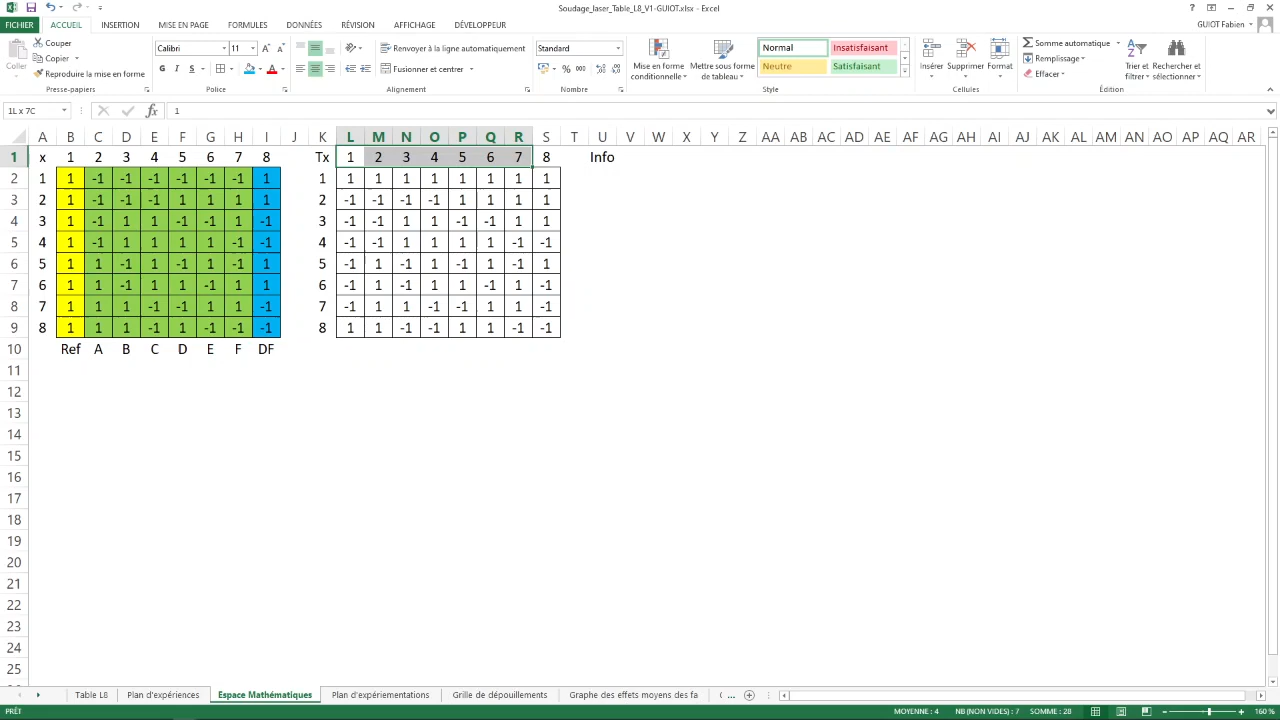 Soudage_laser_Table_L8_V1-GUIOT.xlsx - Excel
FICHIER ACCUEIL INSERTION MISE EN PAGE FORMULES DONNÉES RÉVISION AFFICHAGE DÉVELOPPEUR GUIOT Fabien
Coller
Couper
Copier
Reproduire la mise en forme
Presse-papiers
Calibri 11
G I S
Police
Renvoyer à la ligne automatiquement
Fusionner et centrer
Alignement
Standard
% 000
Nombre
Mise en forme conditionnelle
Mettre sous forme de tableau
Normal Insatisfaisant
Neutre Satisfaisant
Style
Insérer Supprimer Format
Cellules
Somme automatique
Remplissage
Effacer
Trier et filtrer
Rechercher et sélectionner
Édition
1L x 7C fx 1
A B C D E F G H I J K L M N O P Q R S T U V W X Y Z AA AB AC AD AE AF AG AH AI AJ AK AL AM AN AO AP AQ AR
1 x 1 2 3 4 5 6 7 8 Tx 1 2 3 4 5 6 7 8 Info
2 1 1 -1 -1 -1 -1 -1 -1 1 1 1 1 1 1 1 1 1 1
3 2 1 -1 -1 -1 1 1 1 1 2 -1 -1 -1 -1 1 1 1 1
4 3 1 -1 1 1 -1 -1 1 -1 3 -1 -1 1 1 -1 -1 1 1
5 4 1 -1 1 1 1 1 -1 -1 4 -1 -1 1 1 1 1 -1 -1
6 5 1 1 -1 1 -1 1 -1 1 5 -1 1 -1 1 -1 1 -1 1
7 6 1 1 -1 1 1 -1 1 1 6 -1 1 -1 1 1 -1 1 -1
8 7 1 1 1 -1 -1 1 1 -1 7 -1 1 1 -1 -1 1 1 -1
9 8 1 1 1 -1 1 -1 -1 -1 8 1 1 -1 -1 1 1 -1 -1
10 Ref A B C D E F DF
11
12
13
14
15
16
17
18
19
20
21
22
23
24
25
Table L8 Plan d'expériences Espace Mathématiques Plan d'expériementations Grille de dépouillements Graphe des effets moyens des fa ...
PRÊT MOYENNE : 4 NB (NON VIDES) : 7 SOMME : 28 160 %